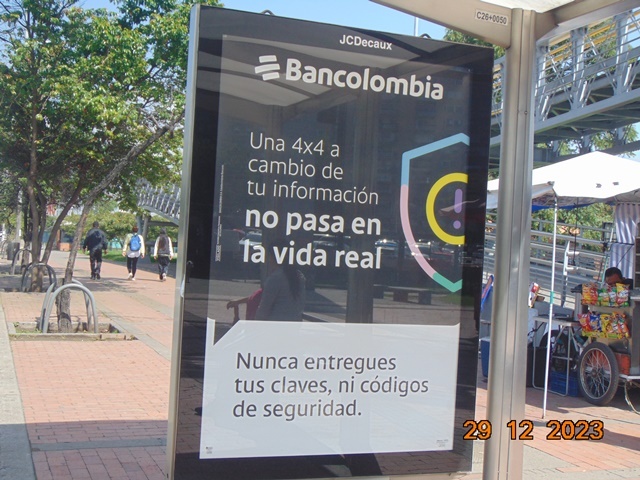 C26+0050
JCDecaux
Bancolombia
Una 4x4 a
cambio de
tu información
no pasa en
la vida real
Nunca entregues
tus claves, ni códigos
de seguridad.
29 12 2023